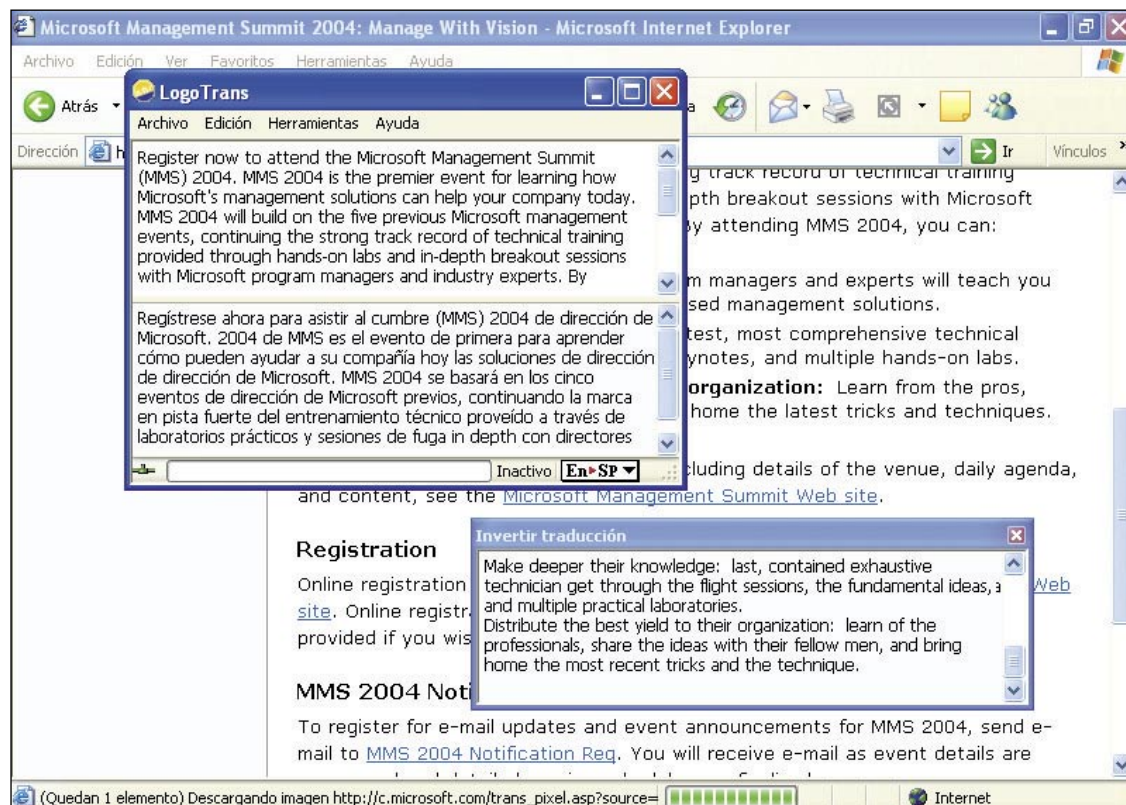 Microsoft Management Summit 2004: Manage With Vision - Microsoft Internet Explorer
Archivo Edición Ver Favoritos Herramientas Ayuda
Atrás
Dirección
Ir Vínculos
LogoTrans
Archivo Edición Herramientas Ayuda
Register now to attend the Microsoft Management Summit
(MMS) 2004. MMS 2004 is the premier event for learning how
Microsoft's management solutions can help your company today.
MMS 2004 will build on the five previous Microsoft management
events, continuing the strong track record of technical training
provided through hands-on labs and in-depth breakout sessions
with Microsoft program managers and industry experts. By
Regístrese ahora para asistir al cumbre (MMS) 2004 de dirección de
Microsoft. 2004 de MMS es el evento de primera para aprender
cómo pueden ayudar a su compañía hoy las soluciones de dirección
de dirección de Microsoft. MMS 2004 se basará en los cinco
eventos de dirección de Microsoft previos, continuando la marca
en pista fuerte del entrenamiento técnico proveído a través de
laboratorios prácticos y sesiones de fuga in depth con directores
Inactivo En▸SP
track record of technical training
pth breakout sessions with Microsoft
By attending MMS 2004, you can:
m managers and experts will teach you
sed management solutions.
test, most comprehensive technical
ynotes, and multiple hands-on labs.
organization: Learn from the pros,
home the latest tricks and techniques.
cluding details of the venue, daily agenda,
and content, see the Microsoft Management Summit Web site.
Registration
Online registration
Web
site. Online registr
provided if you wis
MMS 2004 Noti
To register for e-mail updates and event announcements for MMS 2004, send e-
mail to MMS 2004 Notification Req. You will receive e-mail as event details are
Invertir traducción
Make deeper their knowledge: last, contained exhaustive
technician get through the flight sessions, the fundamental ideas,
and multiple practical laboratories.
Distribute the best yield to their organization: learn of the
professionals, share the ideas with their fellow men, and bring
home the most recent tricks and the technique.
(Quedan 1 elemento) Descargando imagen http://c.microsoft.com/trans_pixel.asp?source= Internet